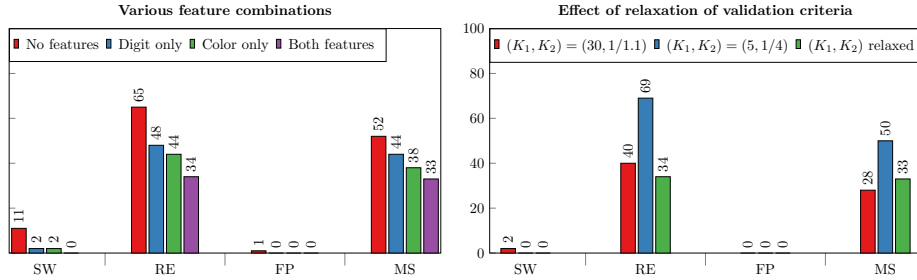 Various feature combinations
No features Digit only Color only Both features
11 2 2 0 65 48 44 34 1 0 0 0 52 44 38 33
SW RE FP MS
Effect of relaxation of validation criteria
(K₁, K₂) = (30, 1/1.1) (K₁, K₂) = (5, 1/4) (K₁, K₂) relaxed
100
80
60
40
20
0
2 0 0 40 69 34 0 0 0 28 50 33
SW RE FP MS